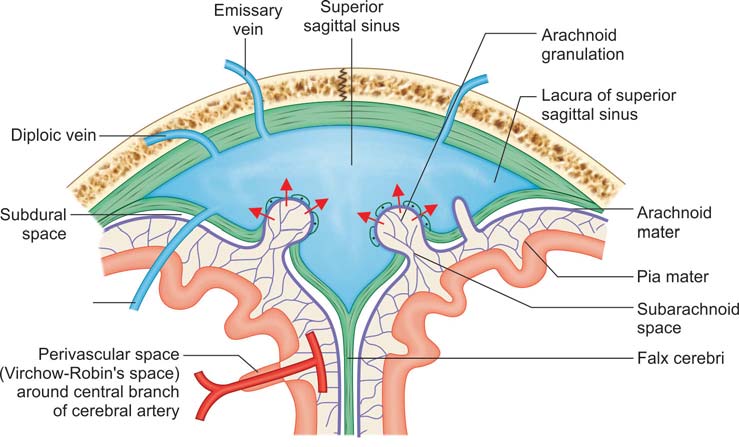 Emissary
vein
Superior
sagittal sinus
Arachnoid
granulation
Lacura of superior
sagittal sinus
Diploic vein
Subdural
space
Arachnoid
mater
Pia mater
Subarachnoid
space
Falx cerebri
Perivascular space
(Virchow-Robin's space)
around central branch
of cerebral artery